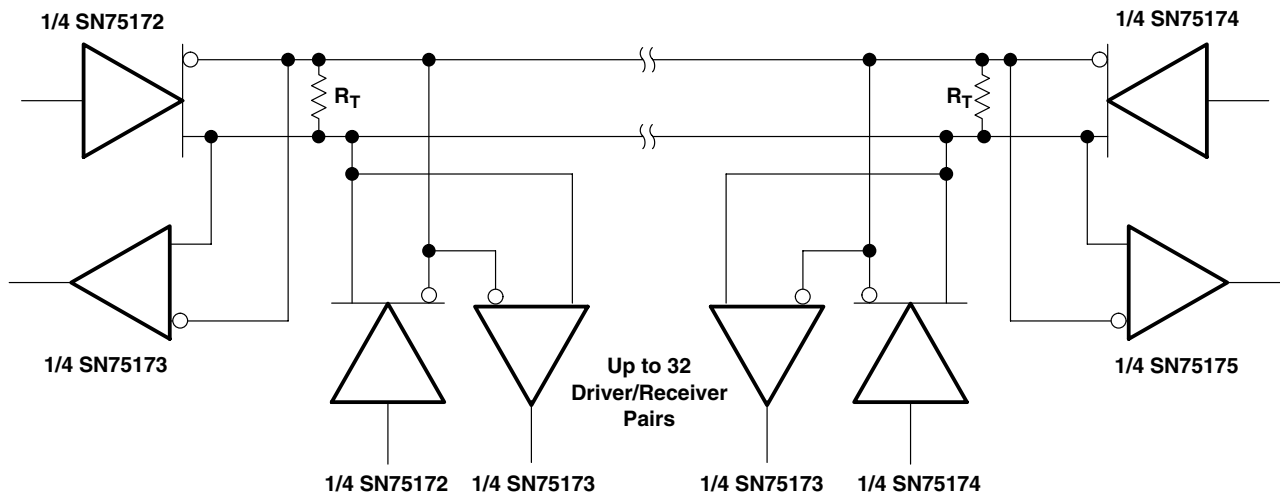 1/4 SN75172
1/4 SN75174
RT
RT
1/4 SN75173
1/4 SN75175
Up to 32
Driver/Receiver
Pairs
1/4 SN75172
1/4 SN75173
1/4 SN75173
1/4 SN75174